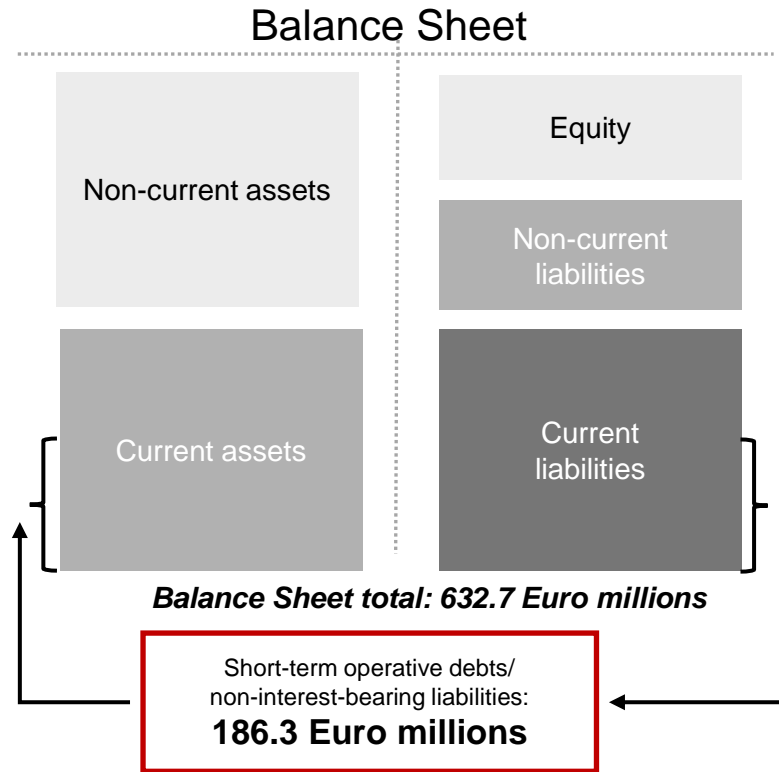 Balance Sheet
Non-current assets
Equity
Non-current
liabilities
Current assets
Current
liabilities
Balance Sheet total: 632.7 Euro millions
Short-term operative debts/
non-interest-bearing liabilities:
186.3 Euro millions